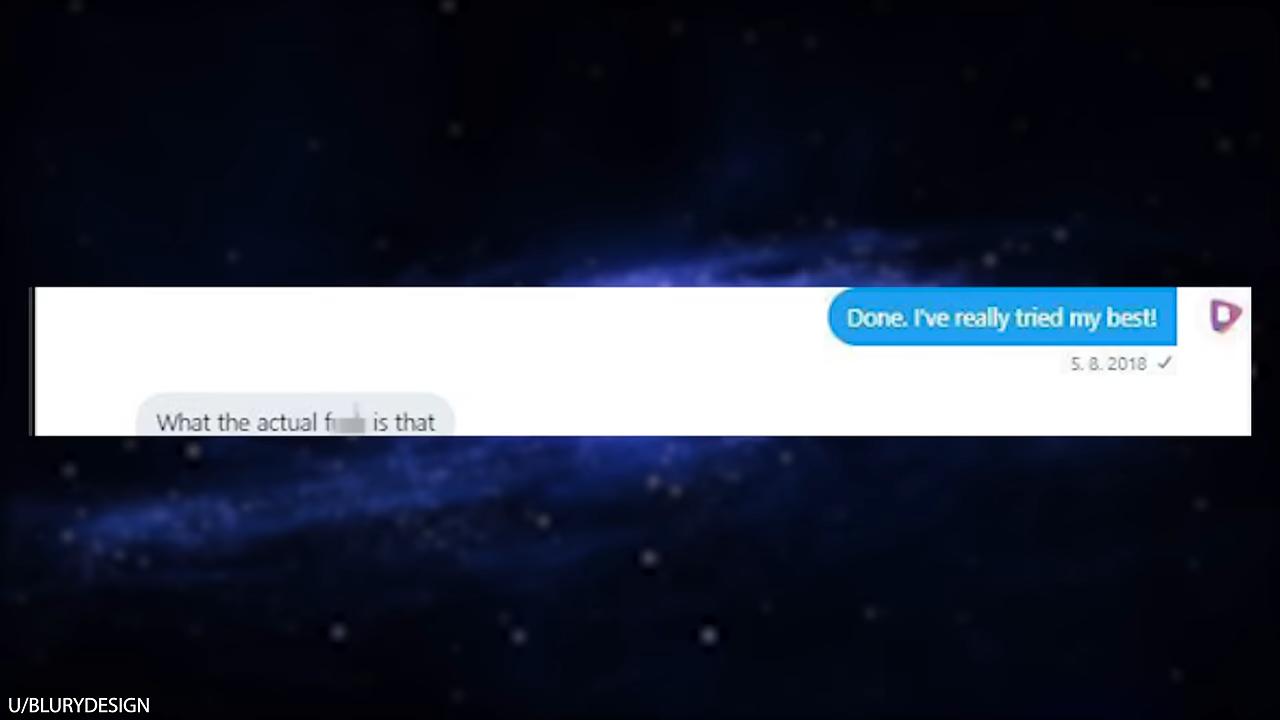 Done. I've really tried my best!
5. 8. 2018
What the actual f is that
U/BLURYDESIGN